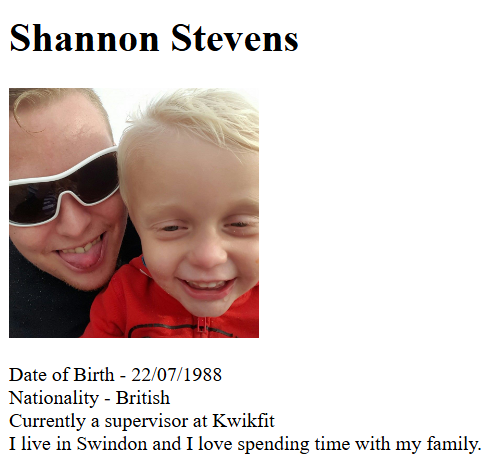 Shannon Stevens
Date of Birth - 22/07/1988
Nationality - British
Currently a supervisor at Kwikfit
I live in Swindon and I love spending time with my family.